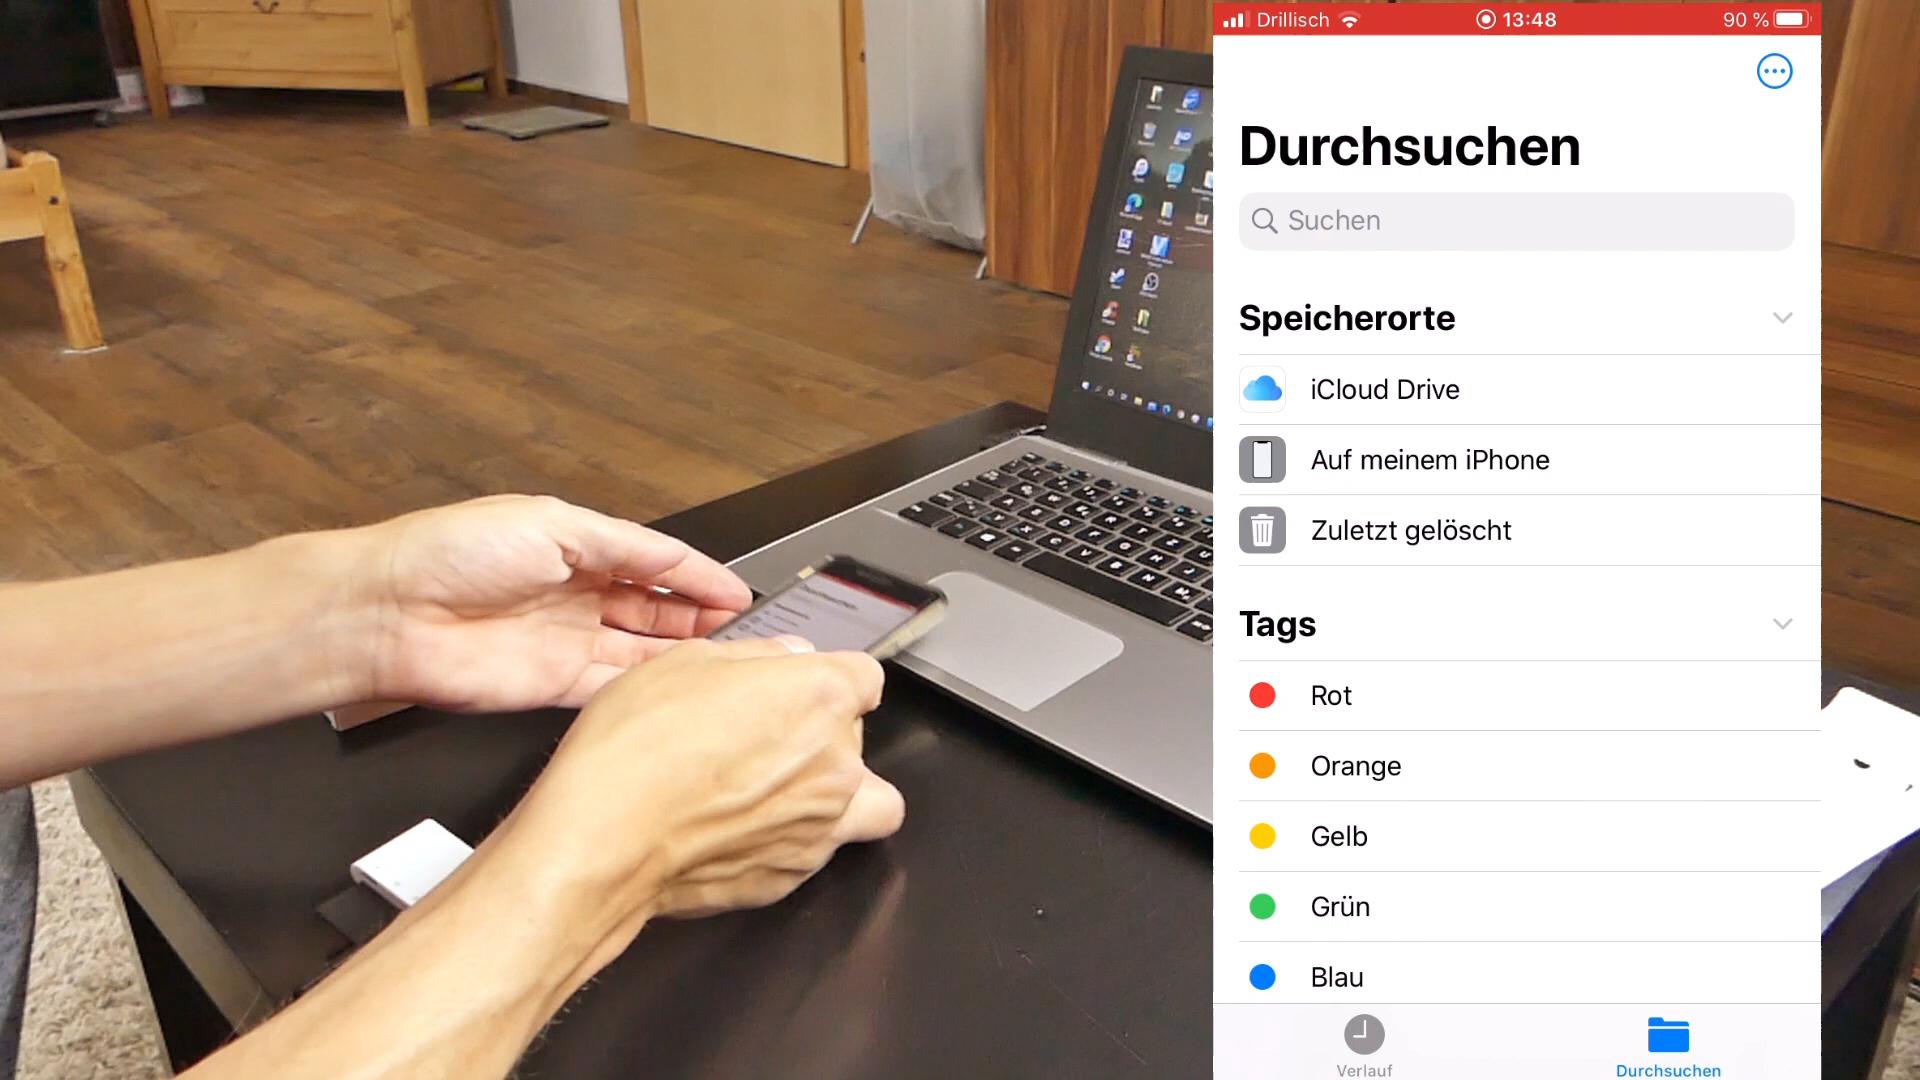 Drillisch 13:48 90 %
Durchsuchen
Suchen
Speicherorte
iCloud Drive
Auf meinem iPhone
Zuletzt gelöscht
Tags
Rot
Orange
Gelb
Grün
Blau
Verlauf Durchsuchen